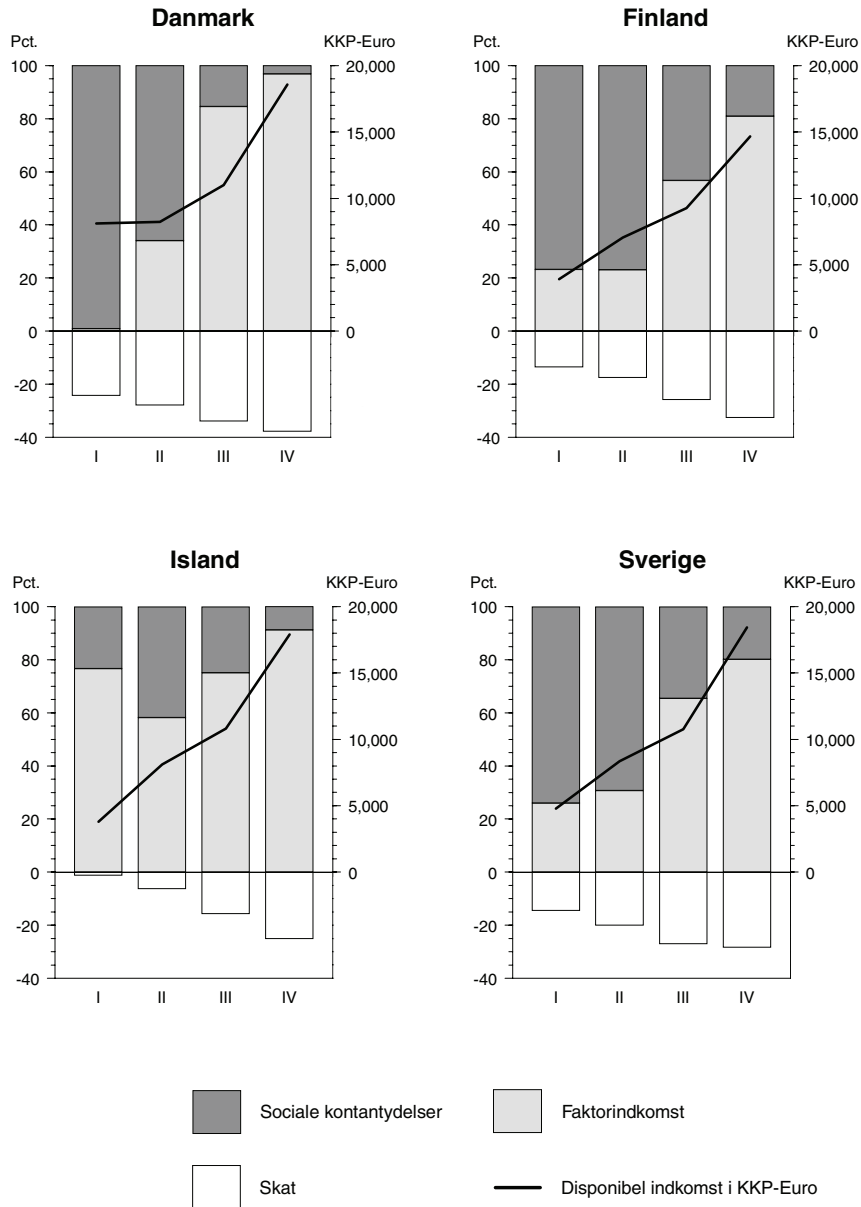 Danmark
Pct. KKP-Euro
100 20,000
80 15,000
60 10,000
40
20 5,000
0 0
-20
-40
I II III IV
Finland
Pct. KKP-Euro
100 20,000
80 15,000
60 10,000
40
20 5,000
0 0
-20
-40
I II III IV
Island
Pct. KKP-Euro
100 20,000
80 15,000
60 10,000
40
20 5,000
0 0
-20
-40
I II III IV
Sverige
Pct. KKP-Euro
100 20,000
80 15,000
60 10,000
40
20 5,000
0 0
-20
-40
I II III IV
Sociale kontantydelser Faktorindkomst
Skat Disponibel indkomst i KKP-Euro